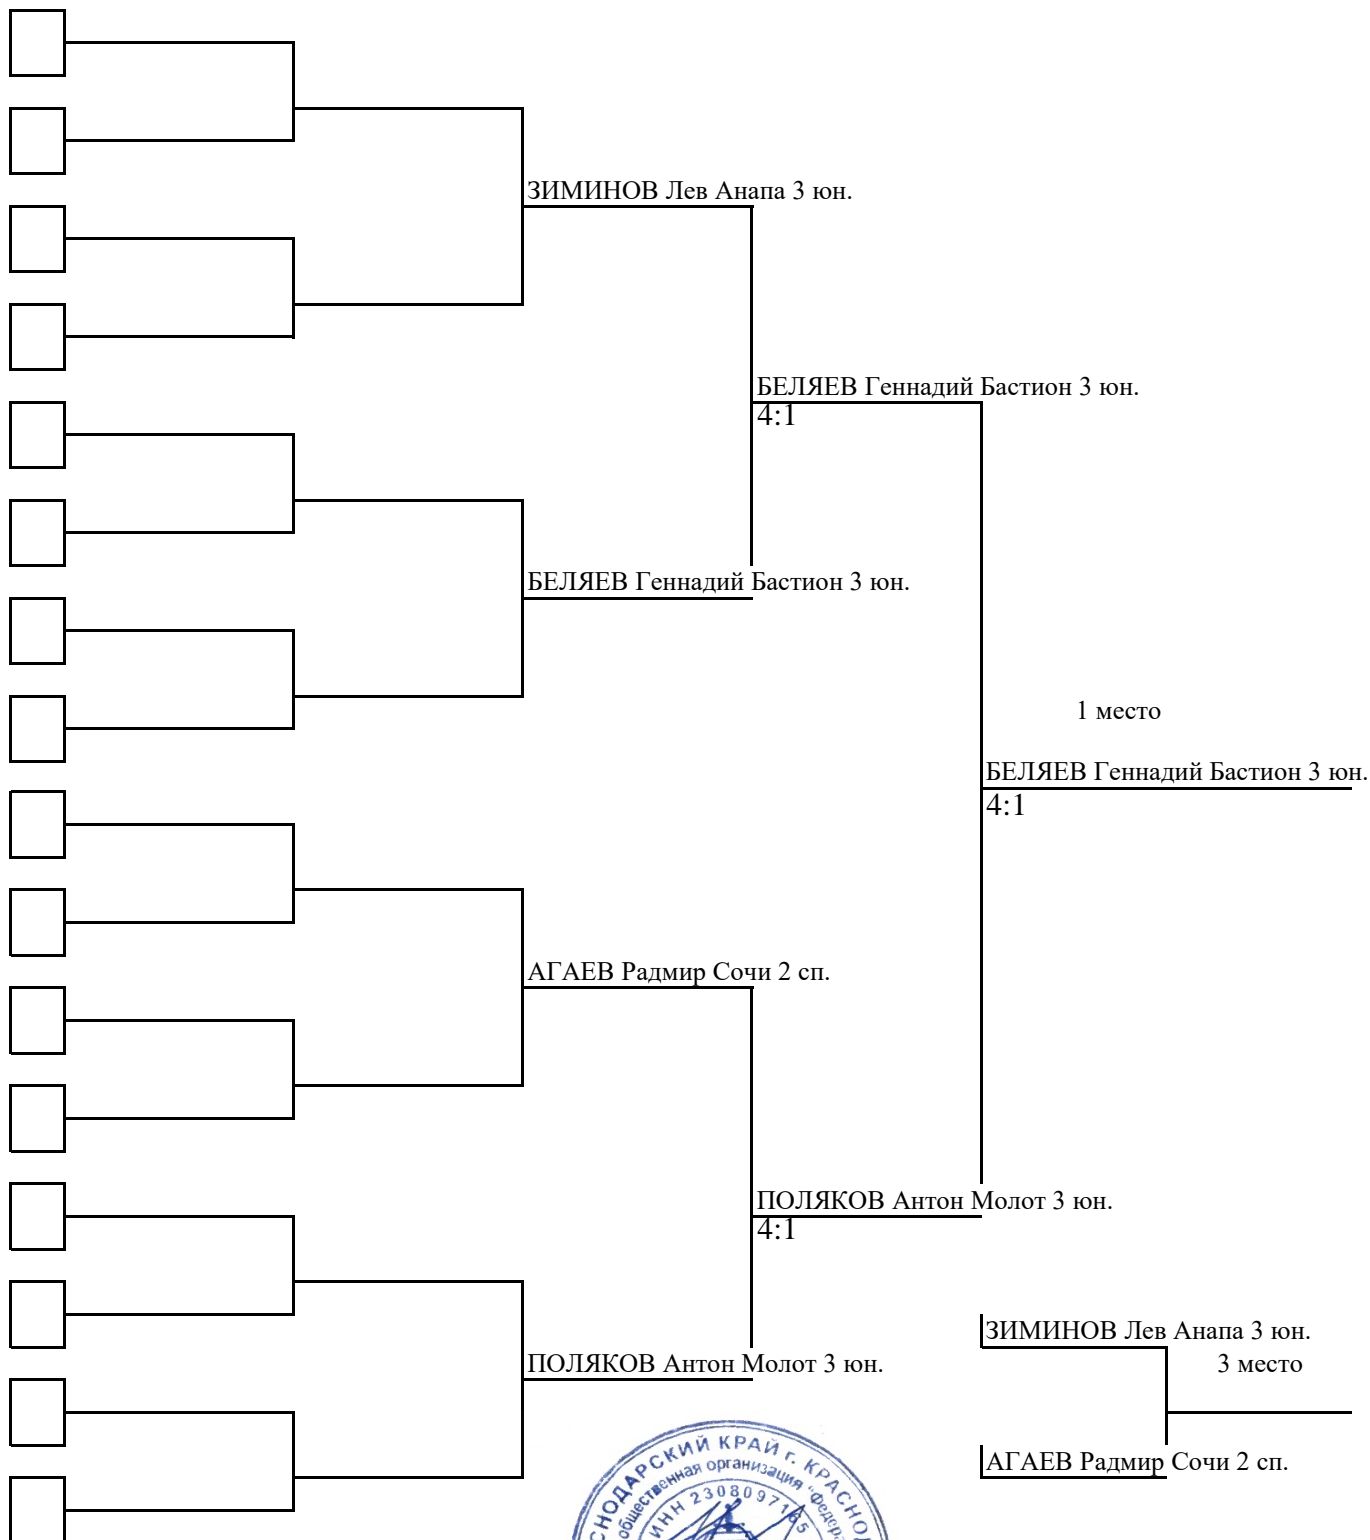 ЗИМИНОВ Лев Анапа 3 юн.
БЕЛЯЕВ Геннадий Бастион 3 юн.
4:1
БЕЛЯЕВ Геннадий Бастион 3 юн.
1 место
БЕЛЯЕВ Геннадий Бастион 3 юн.
4:1
АГАЕВ Радмир Сочи 2 сп.
ПОЛЯКОВ Антон Молот 3 юн.
4:1
ЗИМИНОВ Лев Анапа 3 юн.
ПОЛЯКОВ Антон Молот 3 юн.
3 место
АГАЕВ Радмир Сочи 2 сп.
КРАЙ г.
общественная организация
ИНН 2308097165